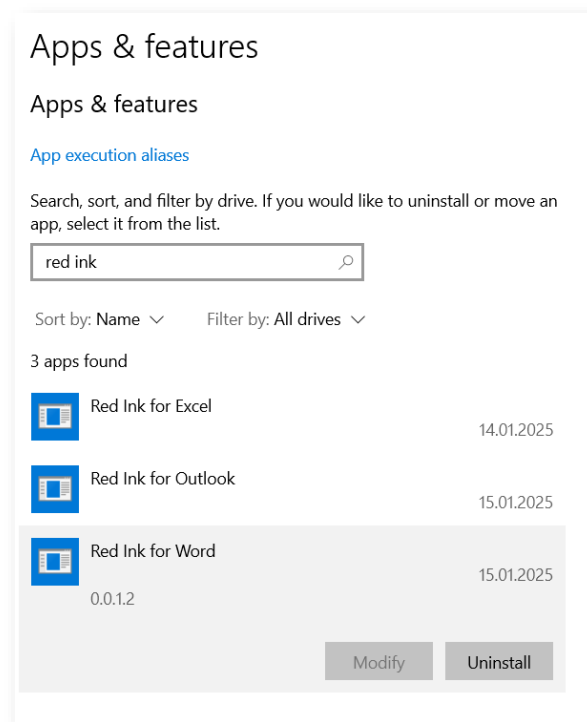 Apps & features
Apps & features
App execution aliases
Search, sort, and filter by drive. If you would like to uninstall or move an
app, select it from the list.
red ink
Sort by: Name Filter by: All drives
3 apps found
Red Ink for Excel
14.01.2025
Red Ink for Outlook
15.01.2025
Red Ink for Word
15.01.2025
0.0.1.2
Modify Uninstall